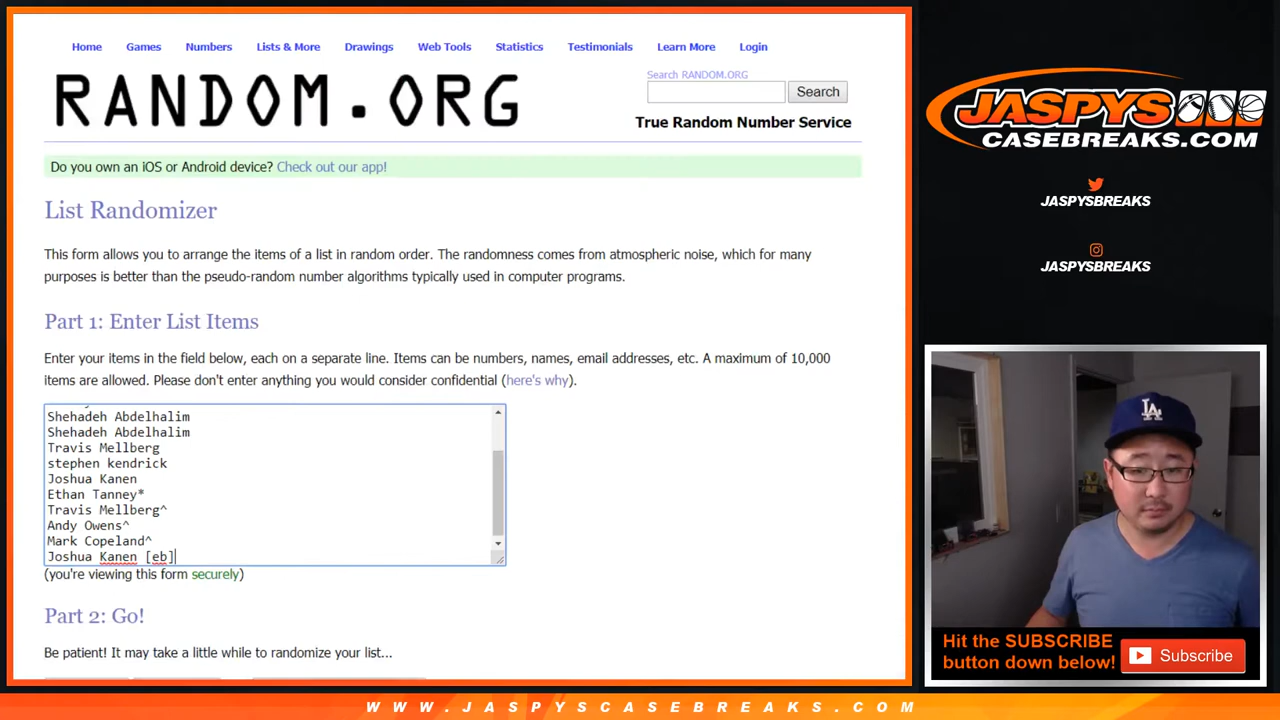 Home Games Numbers Lists & More Drawings Web Tools Statistics Testimonials Learn More Login
RANDOM.ORG
Search RANDOM.ORG
Search
True Random Number Service
Do you own an iOS or Android device? Check out our app!
List Randomizer
This form allows you to arrange the items of a list in random order. The randomness comes from atmospheric noise, which for many
purposes is better than the pseudo-random number algorithms typically used in computer programs.
Part 1: Enter List Items
Enter your items in the field below, each on a separate line. Items can be numbers, names, email addresses, etc. A maximum of 10,000
items are allowed. Please don't enter anything you would consider confidential (here's why).
Shehadeh Abdelhalim
Shehadeh Abdelhalim
Travis Mellberg
stephen kendrick
Joshua Kanen
Ethan Tanney*
Travis Mellberg^
Andy Owens^
Mark Copeland^
Joshua Kanen [eb]
(you're viewing this form securely)
Part 2: Go!
Be patient! It may take a little while to randomize your list...
JASPYS
CASEBREAKS.COM
JASPYSBREAKS
JASPYSBREAKS
LA
Hit the SUBSCRIBE
button down below!
Subscribe
WWW.JASPYSCASEBREAKS.COM